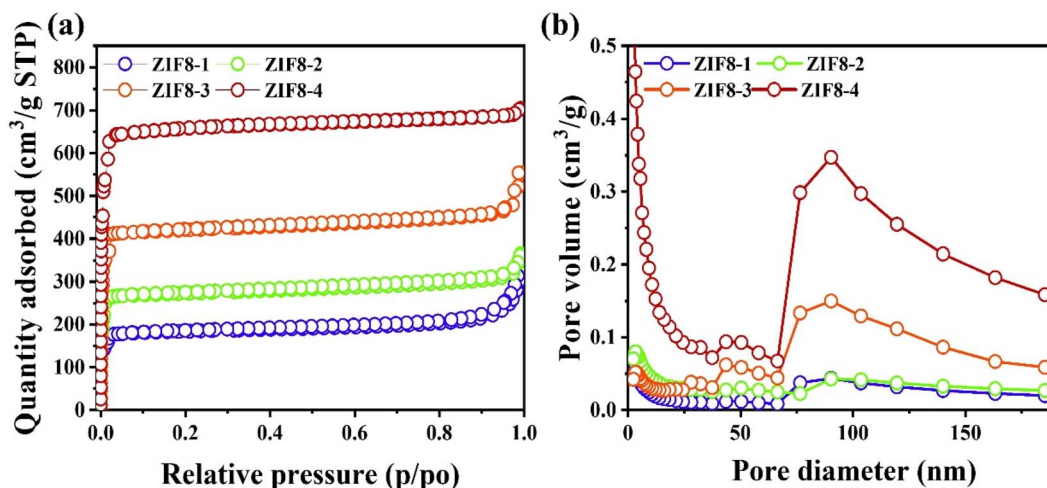 (a)
Quantity adsorbed (cm³/g STP)
800
700
600
500
400
300
200
100
0
ZIF8-1 ZIF8-2
ZIF8-3 ZIF8-4
0.0 0.2 0.4 0.6 0.8 1.0
Relative pressure (p/po)
(b)
Pore volume (cm³/g)
0.5
0.4
0.3
0.2
0.1
0.0
ZIF8-1 ZIF8-2
ZIF8-3 ZIF8-4
0 50 100 150
Pore diameter (nm)